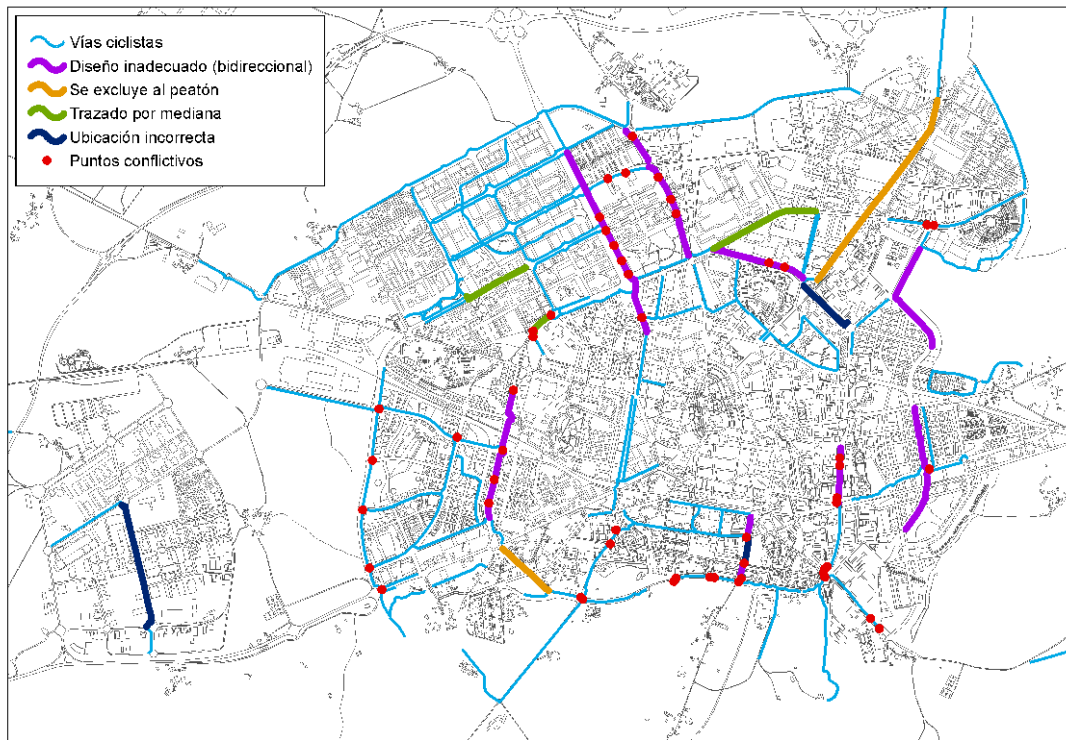 Vías ciclistas
Diseño inadecuado (bidireccional)
Se excluye al peatón
Trazado por mediana
Ubicación incorrecta
Puntos conflictivos